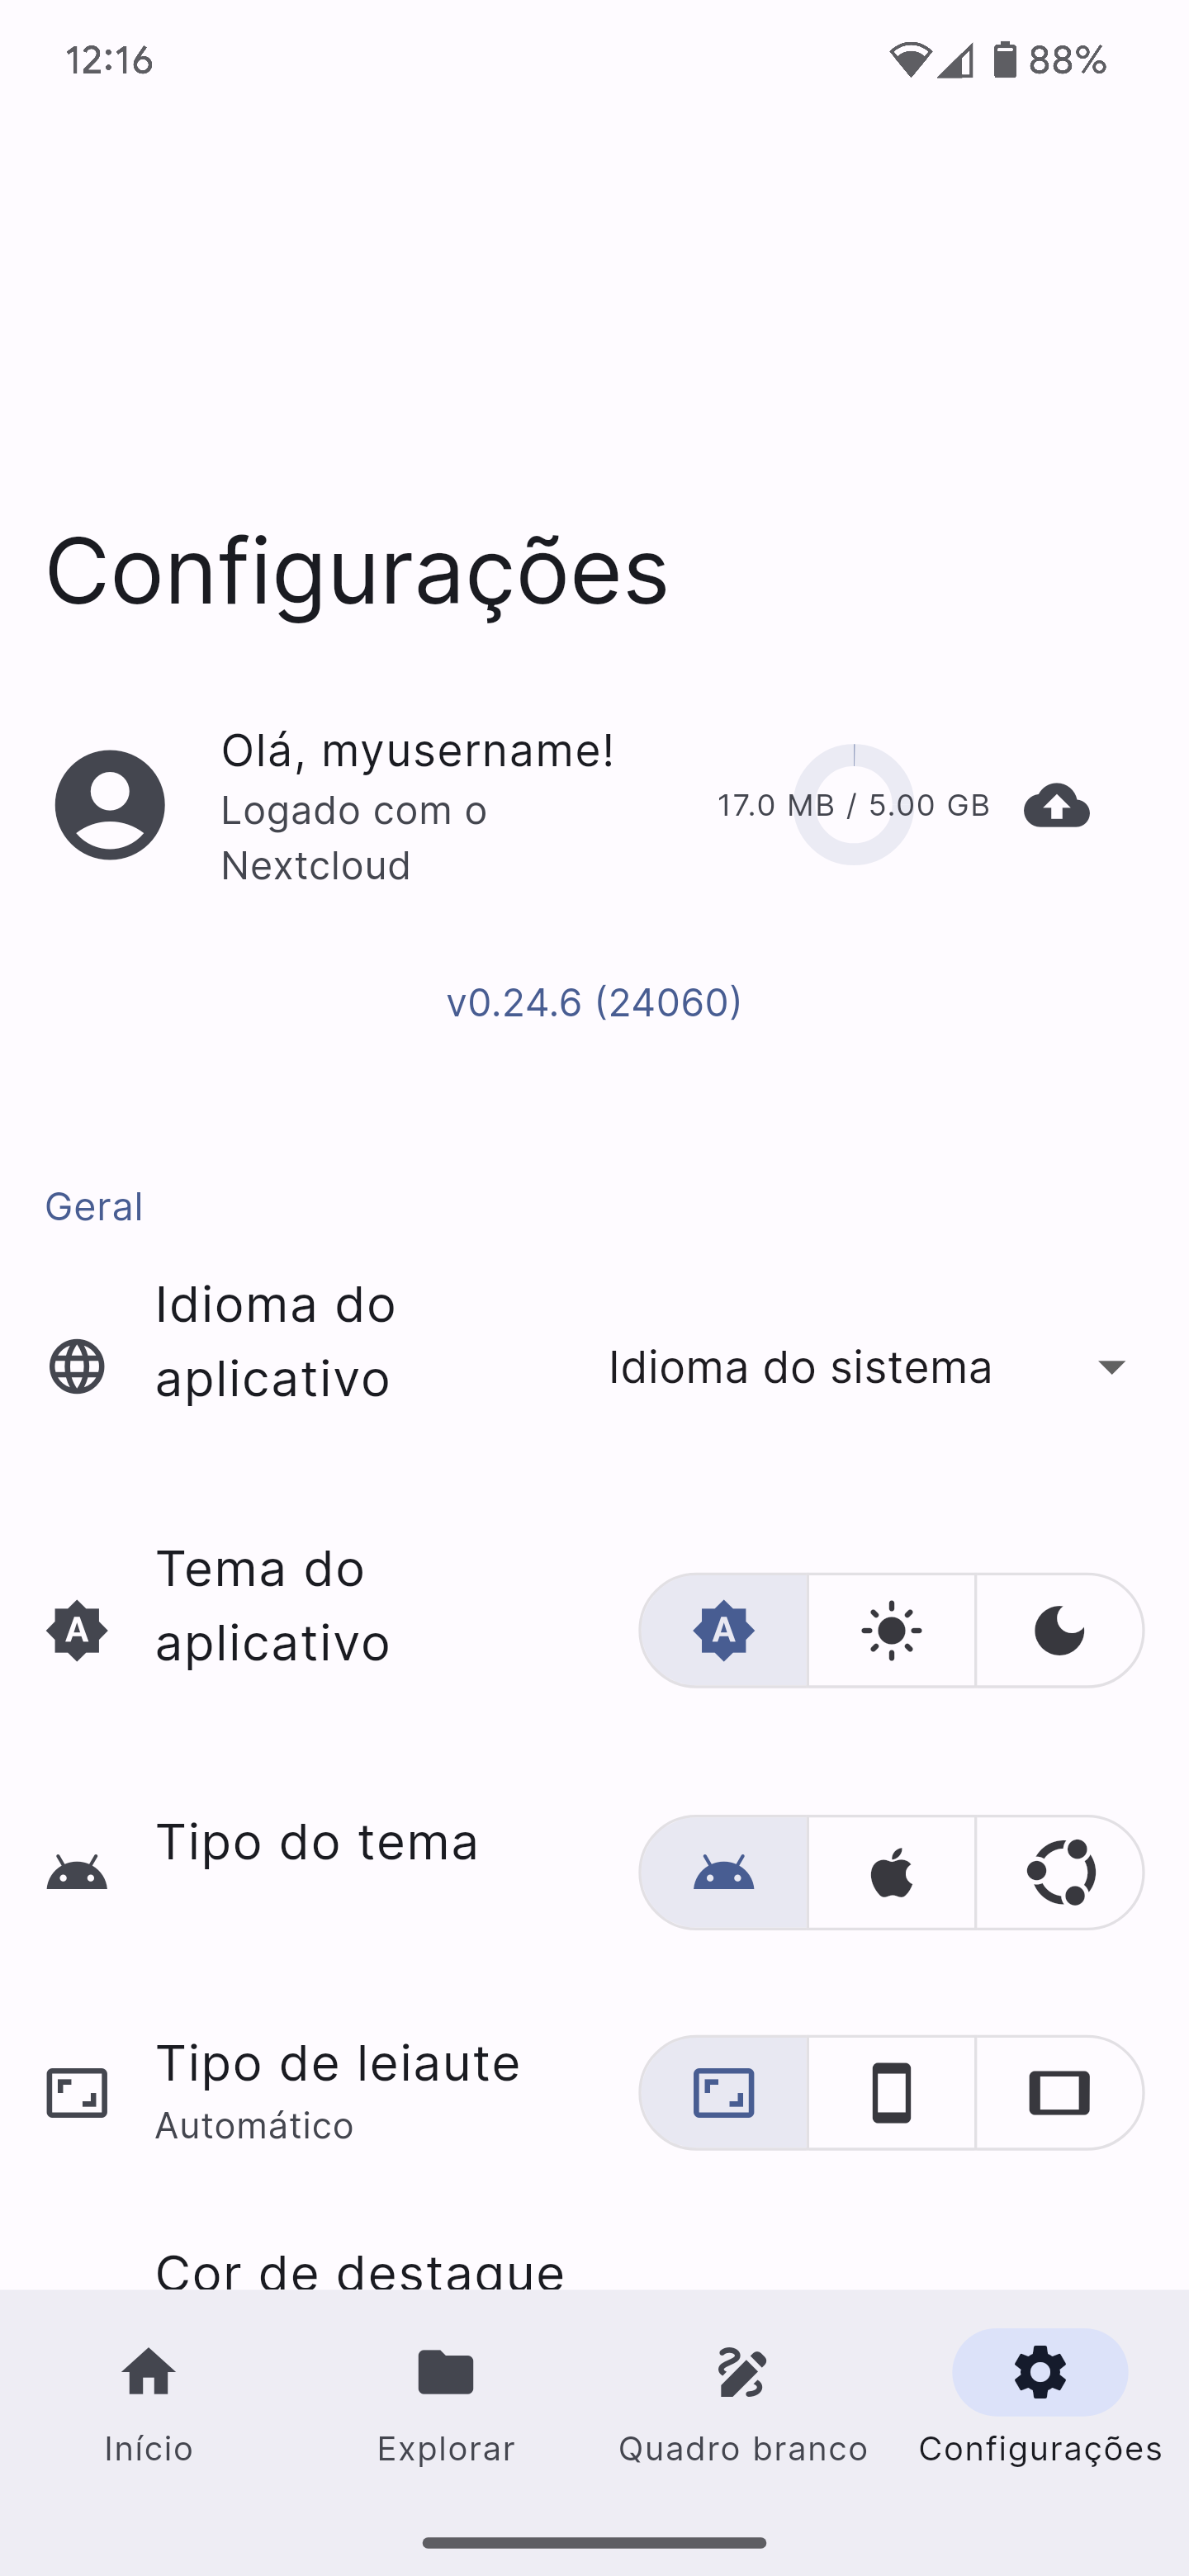 12:16
88%
Configurações
Olá, myusername!
Logado com o
Nextcloud
17.0 MB / 5.00 GB
v0.24.6 (24060)
Geral
Idioma do
aplicativo
Idioma do sistema
Tema do
aplicativo
A
A
Tipo do tema
Tipo de leiaute
Automático
Cor de destaque
Início
Explorar
Quadro branco
Configurações